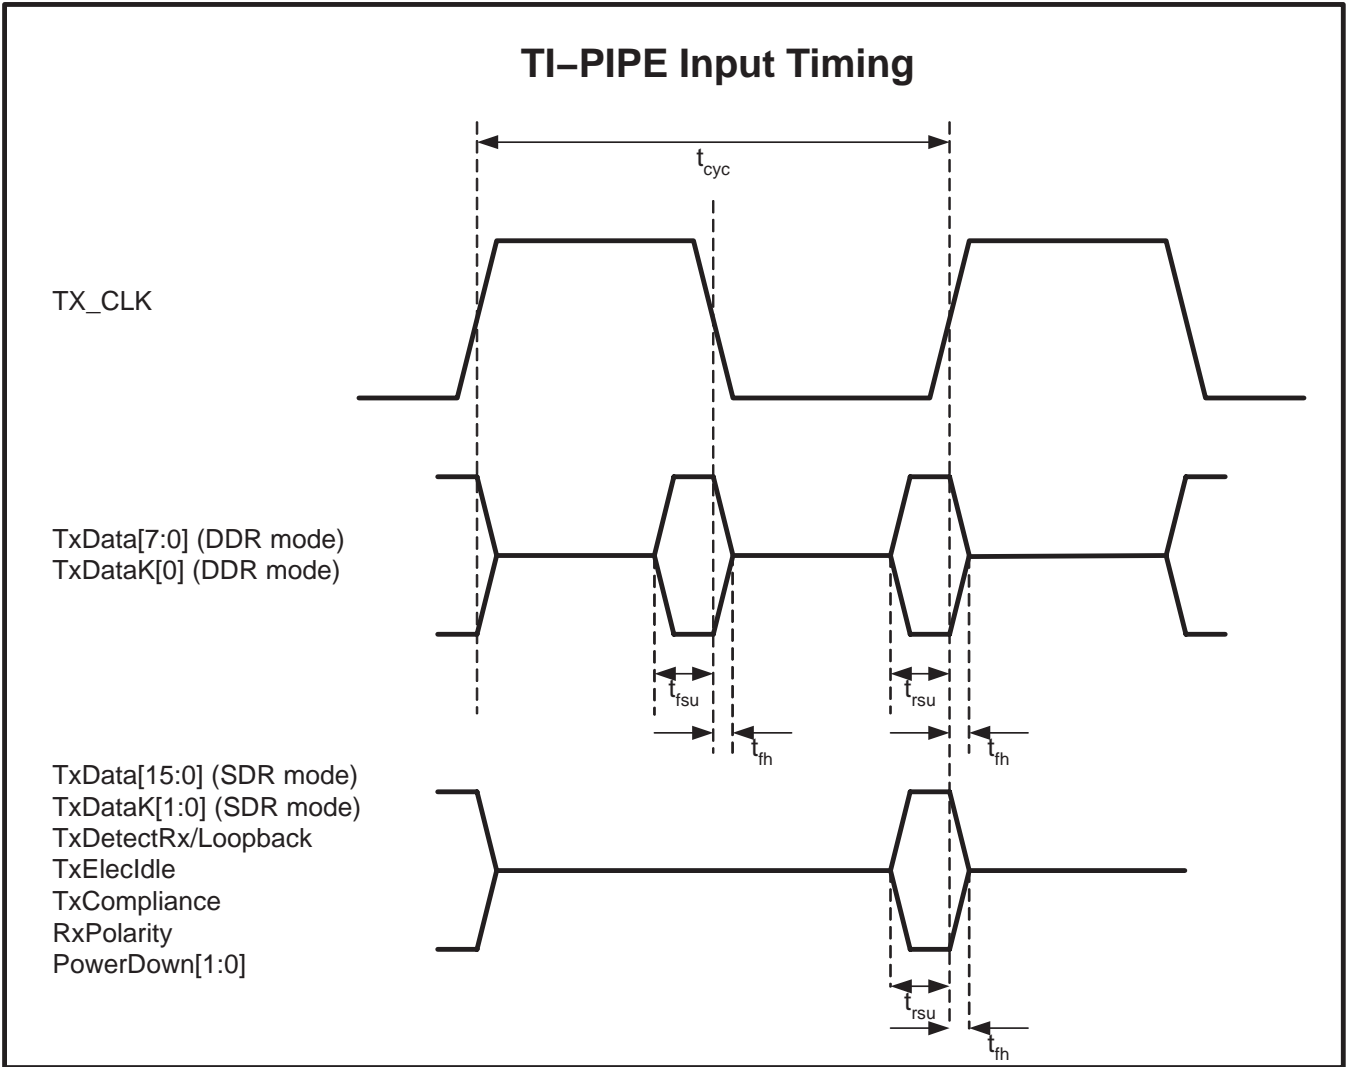 TI–PIPE Input Timing
tcyc
TX_CLK
TxData[7:0] (DDR mode)
TxDataK[0] (DDR mode)
tfsu
trsu
tfh
tfh
TxData[15:0] (SDR mode)
TxDataK[1:0] (SDR mode)
TxDetectRx/Loopback
TxElecIdle
TxCompliance
RxPolarity
PowerDown[1:0]
trsu
tfh